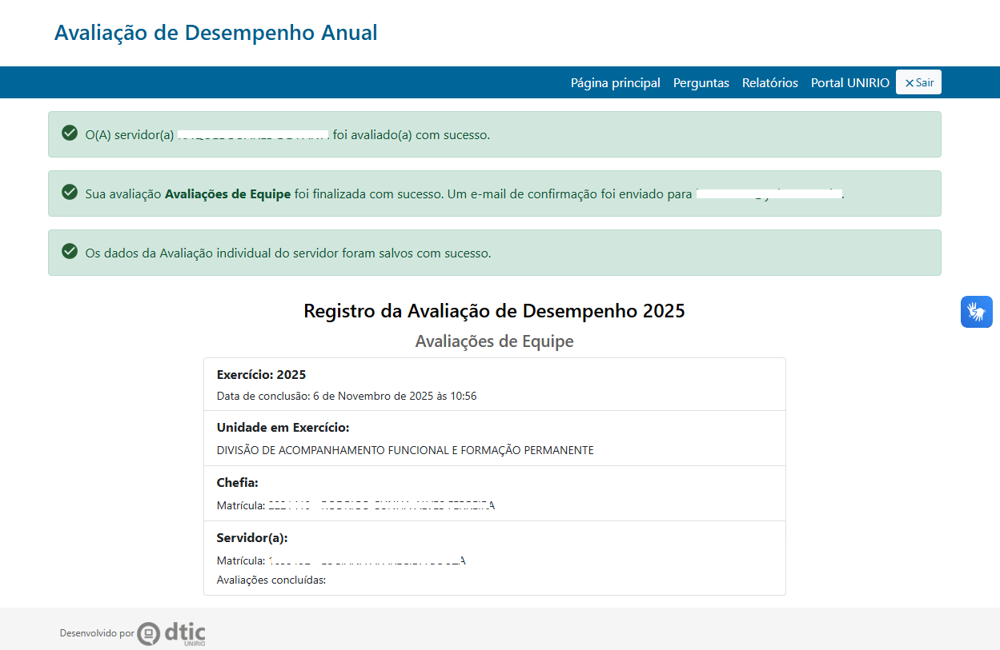 Avaliação de Desempenho Anual
Página principal Perguntas Relatórios Portal UNIRIO Sair
O(A) servidor(a) foi avaliado(a) com sucesso.
Sua avaliação Avaliações de Equipe foi finalizada com sucesso. Um e-mail de confirmação foi enviado para .
Os dados da Avaliação individual do servidor foram salvos com sucesso.
Registro da Avaliação de Desempenho 2025
Avaliações de Equipe
Exercício: 2025
Data de conclusão: 6 de Novembro de 2025 às 10:56
Unidade em Exercício:
DIVISÃO DE ACOMPANHAMENTO FUNCIONAL E FORMAÇÃO PERMANENTE
Chefia:
Matrícula:
Servidor(a):
Matrícula:
Avaliações concluídas:
Desenvolvido por dtic
UNIRIO